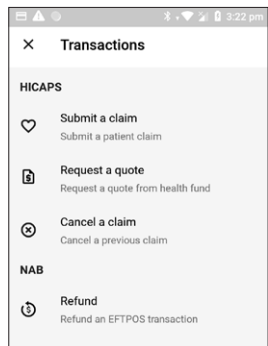 3:22 pm
Transactions
HICAPS
Submit a claim
Submit a patient claim
Request a quote
Request a quote from health fund
Cancel a claim
Cancel a previous claim
NAB
Refund
Refund an EFTPOS transaction